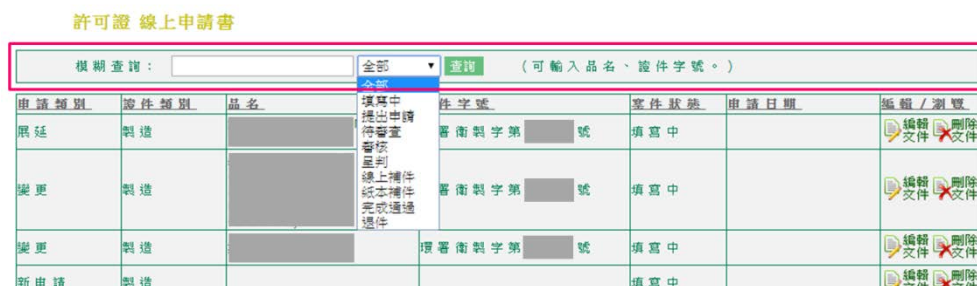 許可證 線上申請書
模糊查詢： 全部 查詢 （可輸入品名、證件字號。）
全部
填寫中
提出申請
待審查
審核
呈判
線上補件
紙本補件
完成通過
退件
申請類別 證件類別 品名 件字號 案件狀態 申請日期 編輯/瀏覽
展延 製造 署衛製字第 號 填寫中 編輯文件 刪除文件
變更 製造 署衛製字第 號 填寫中 編輯文件 刪除文件
變更 製造 環署衛製字第 號 填寫中 編輯文件 刪除文件
新申請 製造 填寫中 編輯文件 刪除文件